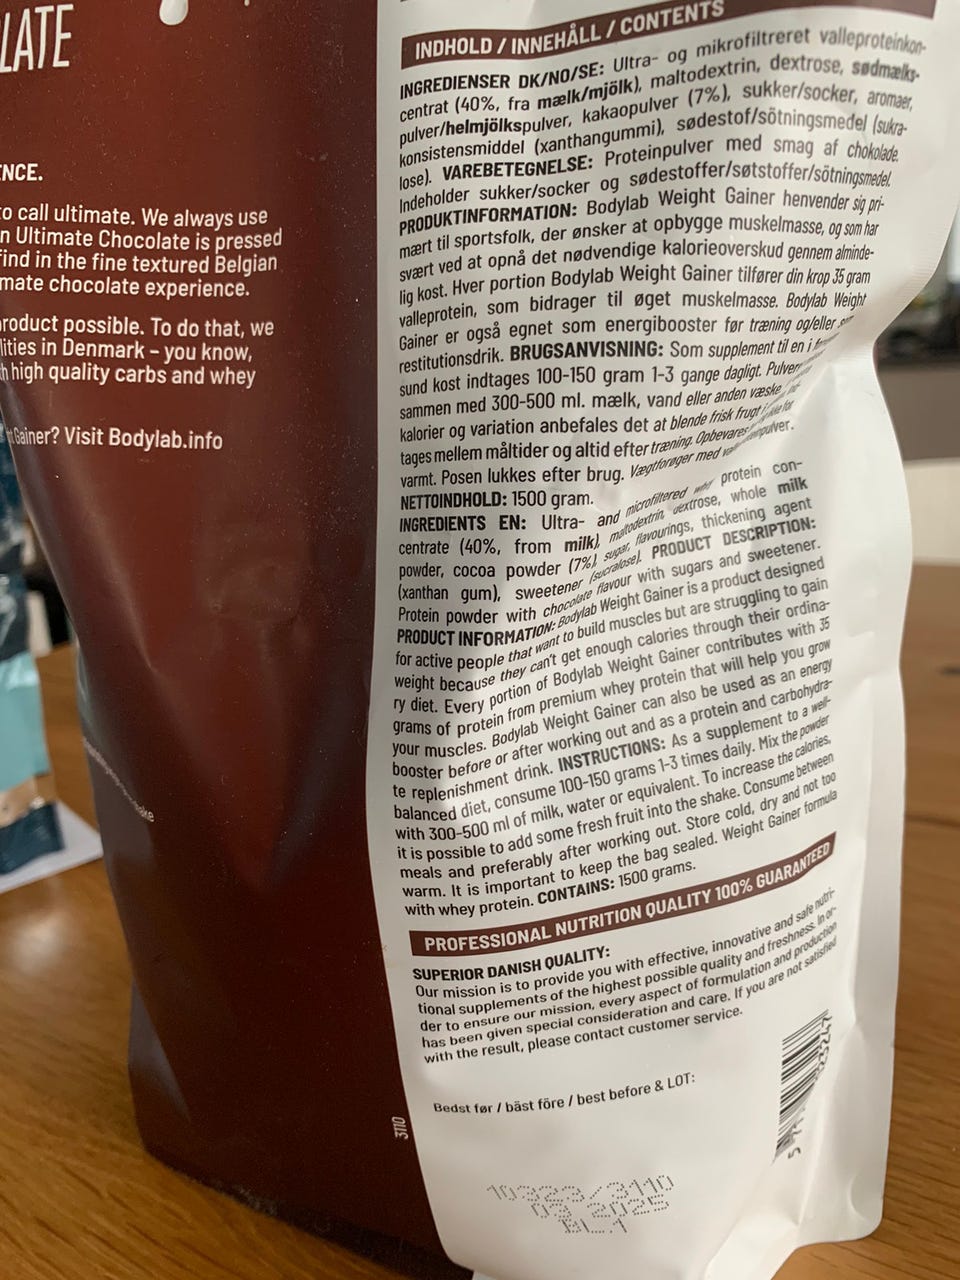 LATE
ENCE.
to call ultimate. We always use
n Ultimate Chocolate is pressed
find in the fine textured Belgian
mate chocolate experience.
product possible. To do that, we
lities in Denmark – you know,
h high quality carbs and whey
Gainer? Visit Bodylab.info
INDHOLD / INNEHÅLL / CONTENTS
INGREDIENSER DK/NO/SE: Ultra- og mikrofiltreret valleproteinkon-
centrat (40%, fra mælk/mjölk), maltodextrin, dextrose, sødmælks-
pulver/helmjölkspulver, kakaopulver (7%), sukker/socker, aromaer,
konsistensmiddel (xanthangummi), sødestof/sötningsmedel (sukra-
lose). VAREBETEGNELSE: Proteinpulver med smag af chokolade.
Indeholder sukker/socker og sødestoffer/søtstoffer/sötningsmedel.
PRODUKTINFORMATION: Bodylab Weight Gainer henvender sig pri-
mært til sportsfolk, der ønsker at opbygge muskelmasse, og som har
svært ved at opnå det nødvendige kalorieoverskud gennem alminde-
lig kost. Hver portion Bodylab Weight Gainer tilfører din krop 35 gram
valleprotein, som bidrager til øget muskelmasse. Bodylab Weight
Gainer er også egnet som energibooster før træning og/eller
restitutionsdrik. BRUGSANVISNING: Som supplement til en i
sund kost indtages 100-150 gram 1-3 gange dagligt. Pulver
sammen med 300-500 ml. mælk, vand eller anden væske
kalorier og variation anbefales det at blende frisk frugt i
tages mellem måltider og altid efter træning. Opbevares
varmt. Posen lukkes efter brug. Vægtforøger med
NETTOINDHOLD: 1500 gram.
INGREDIENTS EN: Ultra- and microfiltered whey protein con-
centrate (40%, from milk), maltodextrin, dextrose, whole milk
powder, cocoa powder (7%), sugar, flavourings, thickening agent
(xanthan gum), sweetener (sucralose). PRODUCT DESCRIPTION:
Protein powder with chocolate flavour with sugars and sweetener.
PRODUCT INFORMATION: Bodylab Weight Gainer is a product designed
for active people that want to build muscles but are struggling to gain
weight because they can't get enough calories through their ordina-
ry diet. Every portion of Bodylab Weight Gainer contributes with 35
grams of protein from premium whey protein that will help you grow
your muscles. Bodylab Weight Gainer can also be used as an energy
booster before or after working out and as a protein and carbohydra-
te replenishment drink. INSTRUCTIONS: As a supplement to a well-
balanced diet, consume 100-150 grams 1-3 times daily. Mix the powder
with 300-500 ml of milk, water or equivalent. To increase the calories,
it is possible to add some fresh fruit into the shake. Consume between
meals and preferably after working out. Store cold, dry and not too
warm. It is important to keep the bag sealed. Weight Gainer formula
with whey protein. CONTAINS: 1500 grams.
PROFESSIONAL NUTRITION QUALITY 100% GUARANTEED
SUPERIOR DANISH QUALITY:
Our mission is to provide you with effective, innovative and safe nutri-
tional supplements of the highest possible quality and freshness. In or-
der to ensure our mission, every aspect of formulation and production
has been given special consideration and care. If you are not satisfied
with the result, please contact customer service.
Bedst før / bäst före / best before & LOT:
3110
10323/3110
09 2025
BL.1